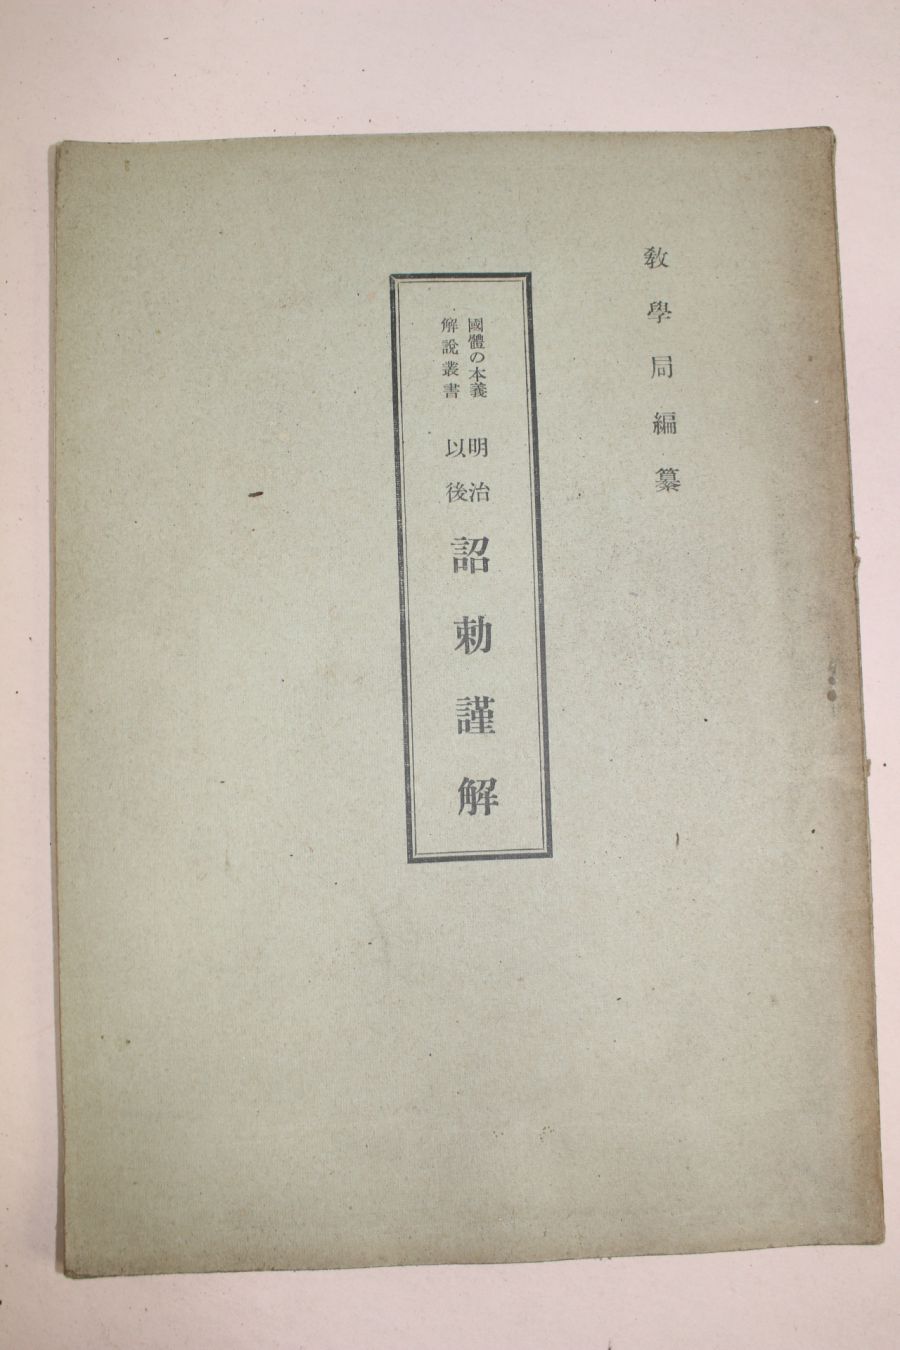 敎學局編纂
國體の本義
解說叢書
明治
以後
詔勅謹解